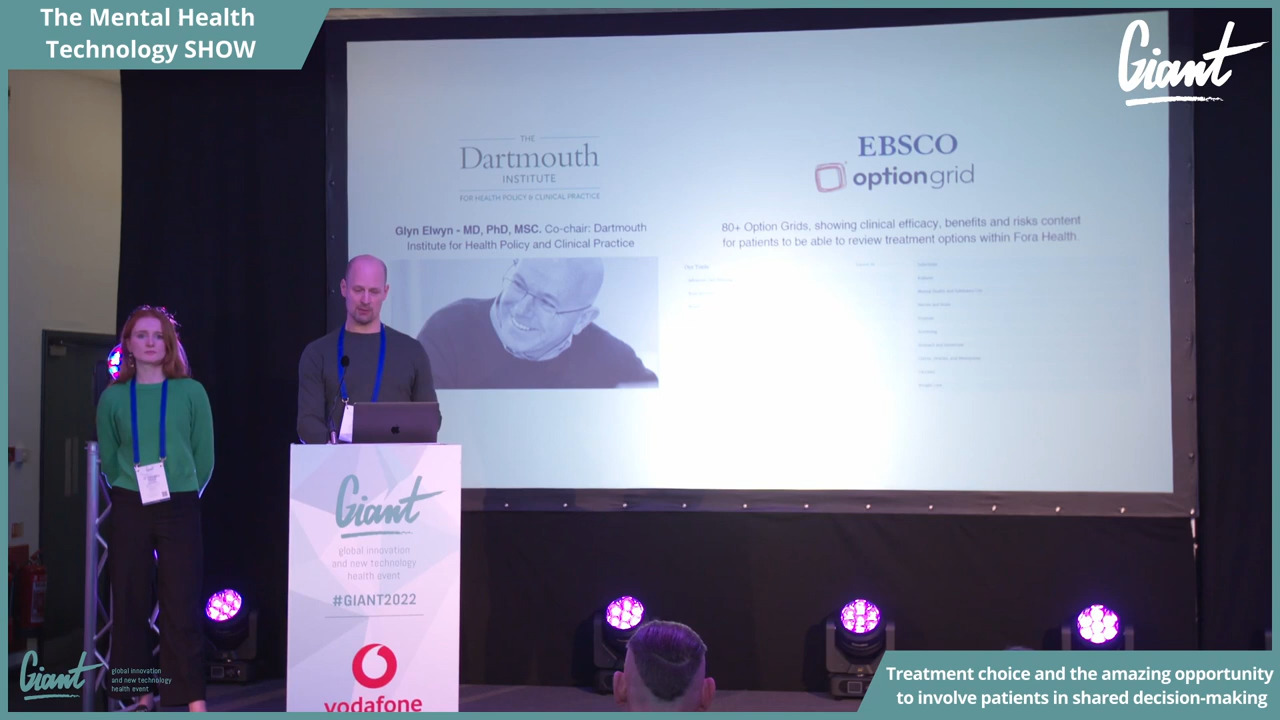 The Mental Health
Technology SHOW
Giant
THE
Dartmouth
INSTITUTE
FOR HEALTH POLICY & CLINICAL PRACTICE
Glyn Elwyn - MD, PhD, MSC. Co-chair: Dartmouth
Institute for Health Policy and Clinical Practice
EBSCO
optiongrid
80+ Option Grids, showing clinical efficacy, benefits and risks content
for patients to be able to review treatment options within Fora Health.
Giant
global innovation
and new technology
health event
#GIANT2022
vodafone
Giant
global innovation
and new technology
health event
Treatment choice and the amazing opportunity
to involve patients in shared decision-making